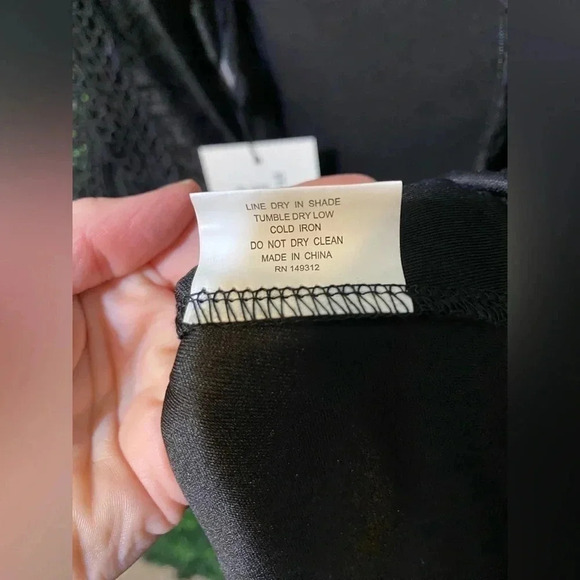 LINE DRY IN SHADE
TUMBLE DRY LOW
COLD IRON
DO NOT DRY CLEAN
MADE IN CHINA
RN 149312